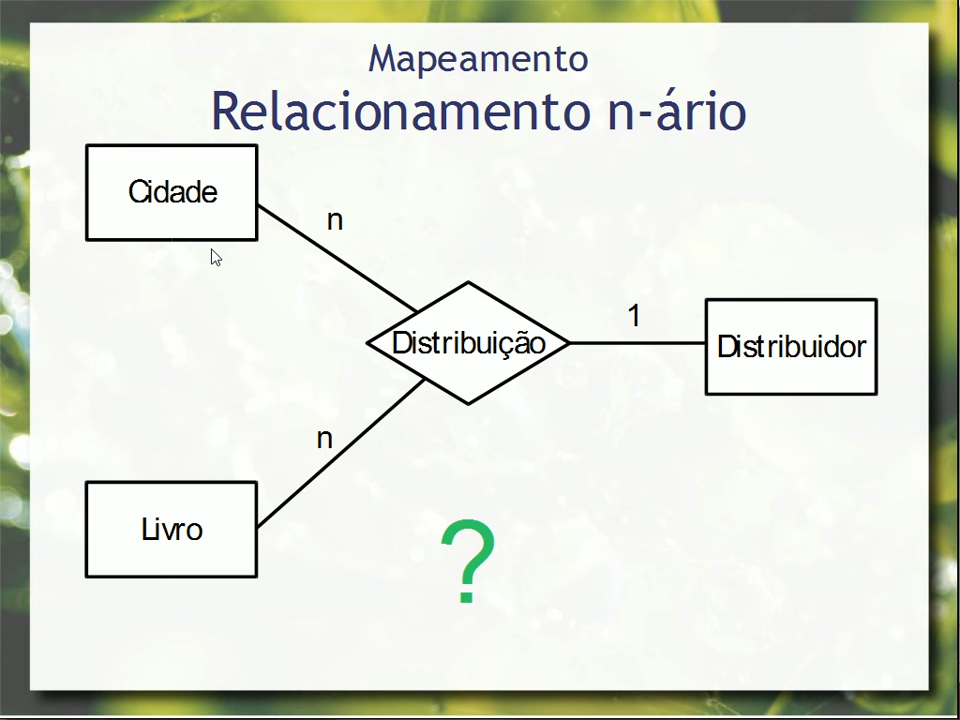 Mapeamento
Relacionamento n-ário
Cidade
n
Distribuição
1
Distribuidor
n
Livro
?